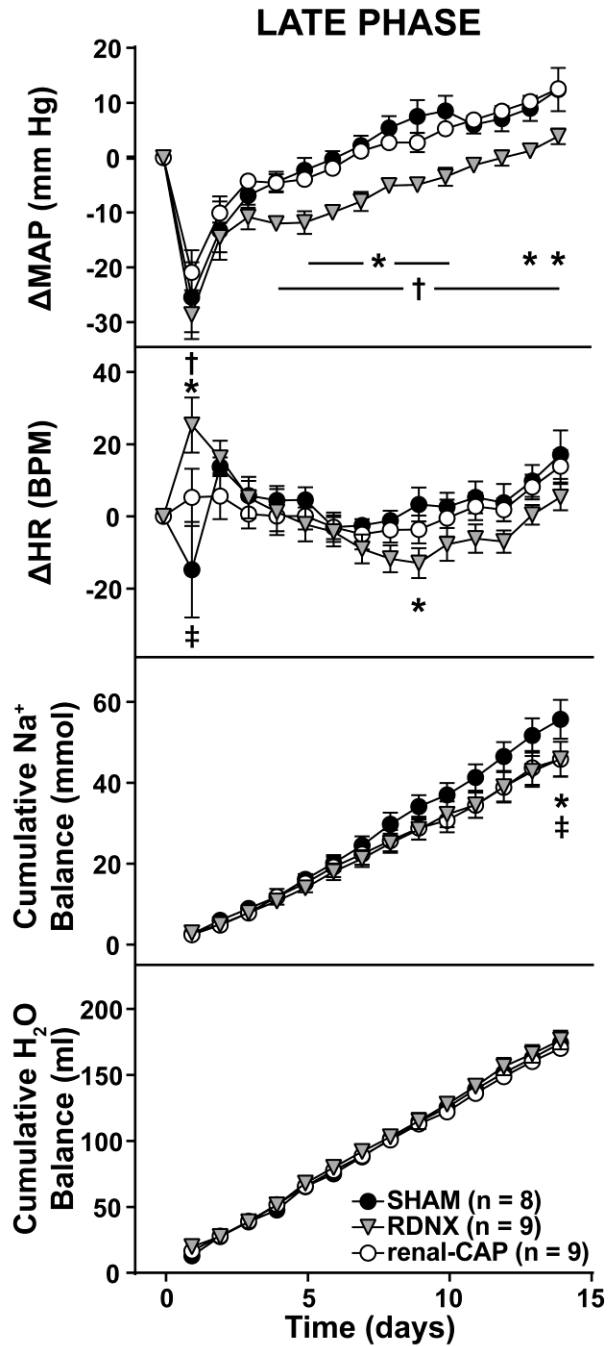 LATE PHASE
ΔMAP (mm Hg)
20
10
0
-10
-20
-30
*
* *
†
ΔHR (BPM)
40
20
0
-20
†
*
‡
*
Cumulative Na⁺
Balance (mmol)
60
40
20
0
*
‡
Cumulative H₂O
Balance (ml)
200
150
100
50
0
SHAM (n = 8)
RDNX (n = 9)
renal-CAP (n = 9)
0 5 10 15
Time (days)